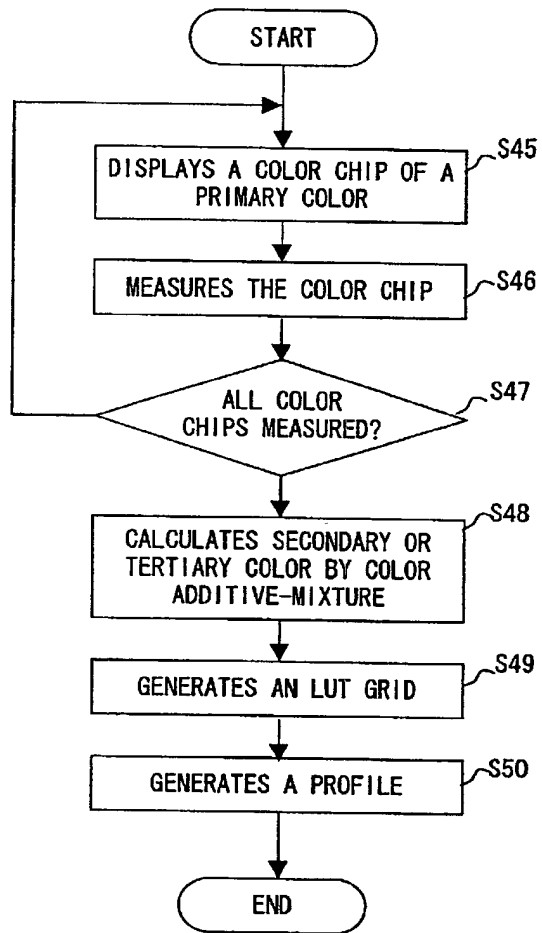 START
S45
DISPLAYS A COLOR CHIP OF A
PRIMARY COLOR
S46
MEASURES THE COLOR CHIP
S47
ALL COLOR
CHIPS MEASURED?
S48
CALCULATES SECONDARY OR
TERTIARY COLOR BY COLOR
ADDITIVE-MIXTURE
S49
GENERATES AN LUT GRID
S50
GENERATES A PROFILE
END